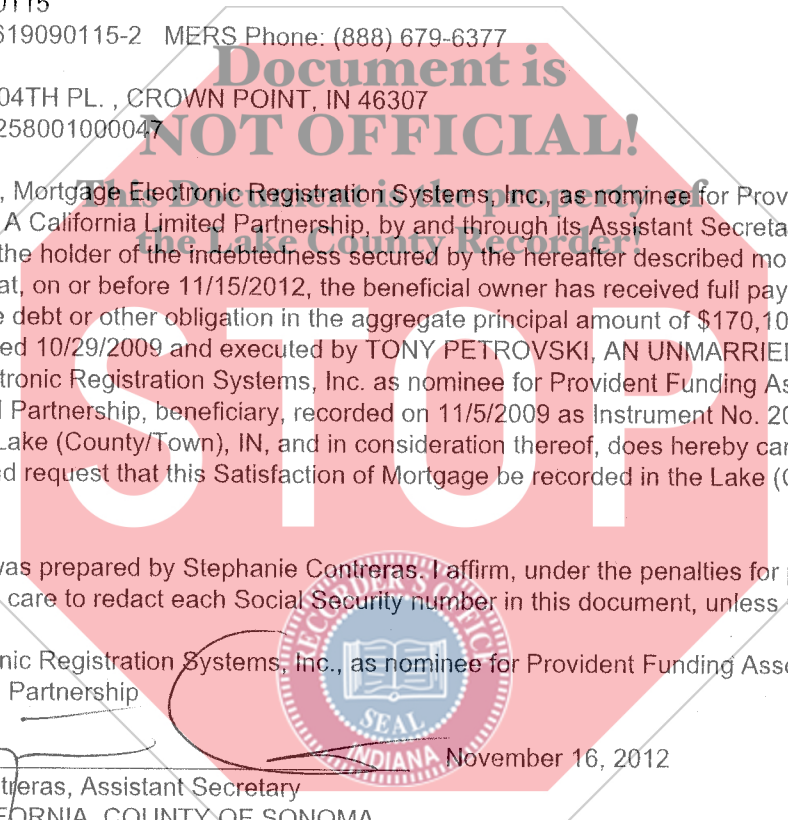 0115
619090115-2 MERS Phone: (888) 679-6377
Document is
04TH PL. , CROWN POINT, IN 46307
258001000047
NOT OFFICIAL!
, Mortgage Electronic Registration Systems, Inc., as nominee for Prov
This Document is the property of
A California Limited Partnership, by and through its Assistant Secreta
the Lake County Recorder!
the holder of the indebtedness secured by the hereafter described mo
at, on or before 11/15/2012, the beneficial owner has received full pay
e debt or other obligation in the aggregate principal amount of $170,10
ed 10/29/2009 and executed by TONY PETROVSKI, AN UNMARRIED
tronic Registration Systems, Inc. as nominee for Provident Funding As
d Partnership, beneficiary, recorded on 11/5/2009 as Instrument No. 20
Lake (County/Town), IN, and in consideration thereof, does hereby can
ed request that this Satisfaction of Mortgage be recorded in the Lake (C
STOP
was prepared by Stephanie Contreras. I affirm, under the penalties for p
care to redact each Social Security number in this document, unless
RECORDER'S OFFICE
nic Registration Systems, Inc., as nominee for Provident Funding Asso
Partnership
SEAL
INDIANA
November 16, 2012
treras, Assistant Secretary
FORNIA, COUNTY OF SONOMA